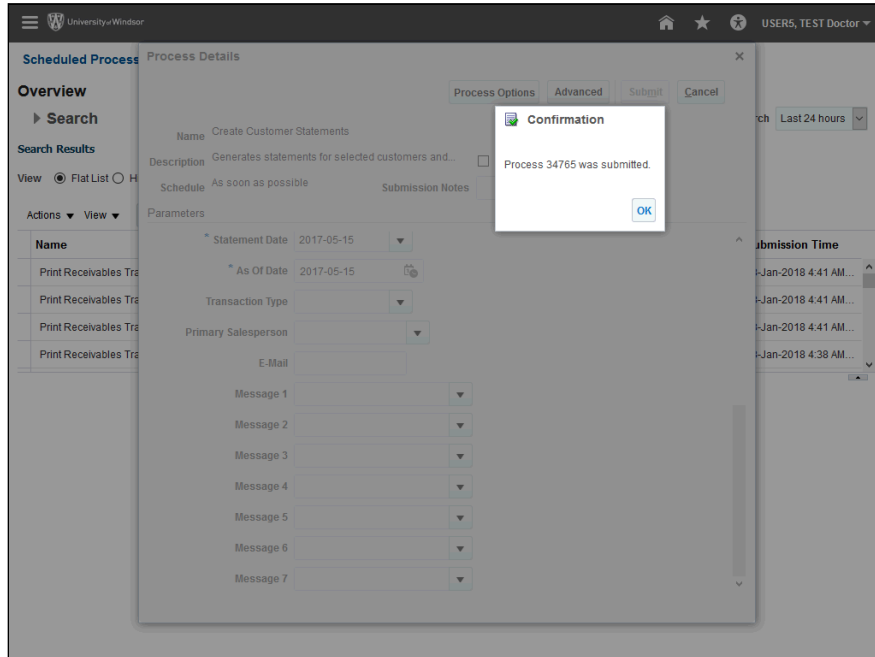 University of Windsor
USER5, TEST Doctor
Scheduled Process
Process Details
Overview
Process Options Advanced Submit Cancel
Search
rch Last 24 hours
Confirmation
Name Create Customer Statements
Search Results
Description Generates statements for selected customers and...
Process 34765 was submitted.
View Flat List H
Schedule As soon as possible Submission Notes
OK
Actions View
Parameters
Name
* Statement Date 2017-05-15
ubmission Time
Print Receivables Tra
* As Of Date 2017-05-15
-Jan-2018 4:41 AM...
Print Receivables Tra
Transaction Type
-Jan-2018 4:41 AM...
Print Receivables Tra
Primary Salesperson
-Jan-2018 4:41 AM...
Print Receivables Tra
E-Mail
-Jan-2018 4:38 AM...
Message 1
Message 2
Message 3
Message 4
Message 5
Message 6
Message 7